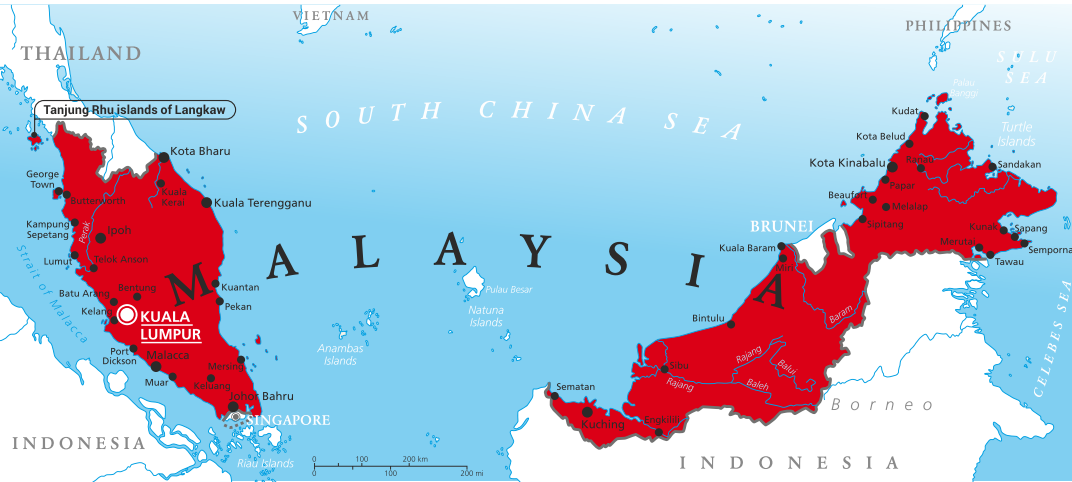 VIETNAM
PHILIPPINES
THAILAND
SULU
SEA
Pulau
Banggi
Tanjung Rhu islands of Langkaw
SOUTH CHINA SEA
Kudat
Turtle
Islands
Kota Belud
Kota Bharu
Kota Kinabalu
Ranau
Sandakan
George
Town
Butterworth
Kuala
Kerai
Papar
Beaufort
Melalap
Kuala Terengganu
Kampung
Sepetang
Perak
Ipoh
Sipitang
BRUNEI
Kunak
Sapang
Semporna
Merutai
Tawau
Kuala Baram
Miri
Lumut
Telok Anson
MALAYSIA
Strait of Malacca
Batu Arang
Bentung
Kuantan
Pekan
Pulau Besar
Natuna
Islands
Kelang
KUALA
LUMPUR
Bintulu
Baram
CELEBES SEA
Port
Dickson
Malacca
Anambas
Islands
Mersing
Muar
Keluang
Sibu
Rajang
Rajang
Balui
Baleh
Sematan
Johor Bahru
Borneo
SINGAPORE
Kuching
Engkilili
INDONESIA
Riau Islands
INDONESIA
0 100 200 km
0 100 200 mi